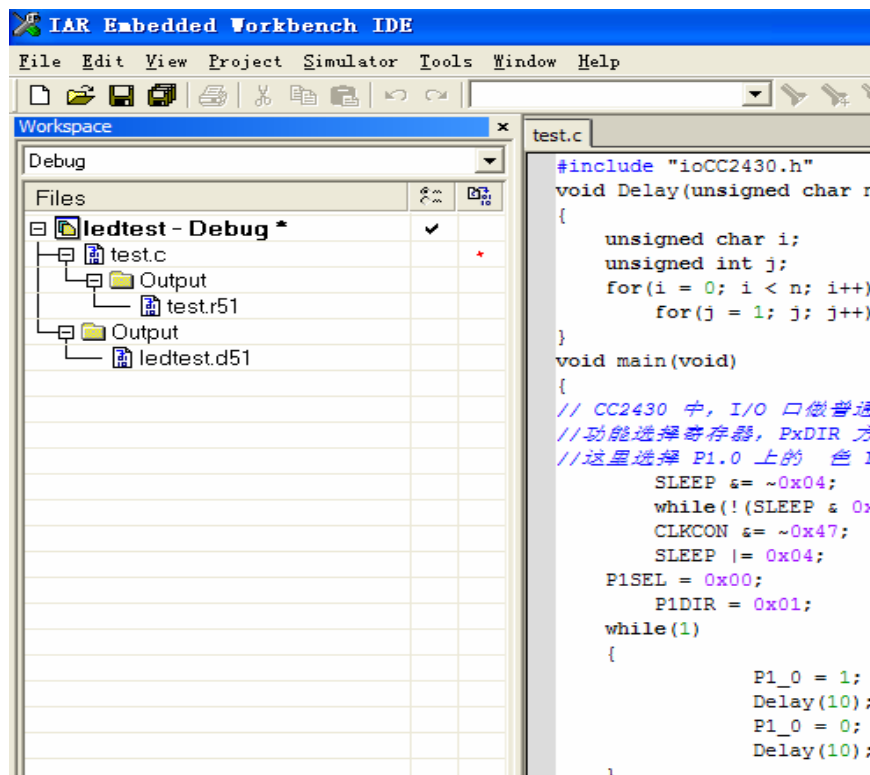 IAR Embedded Workbench IDE
File Edit View Project Simulator Tools Window Help
Workspace
Debug
Files
ledtest - Debug *
test.c
Output
test.r51
Output
ledtest.d51
test.c
#include "ioCC2430.h"
void Delay(unsigned char
{
unsigned char i;
unsigned int j;
for(i = 0; i < n; i++)
for(j = 1; j; j++)
}
void main(void)
{
// CC2430 中，I/O 口做普通
//功能选择寄存器，PxDIR 方
//这里选择 P1.0 上的 色
SLEEP &= ~0x04;
while(!(SLEEP &
CLKCON &= ~0x47;
SLEEP |= 0x04;
P1SEL = 0x00;
P1DIR = 0x01;
while(1)
{
P1_0 = 1;
Delay(10);
P1_0 = 0;
Delay(10);
}